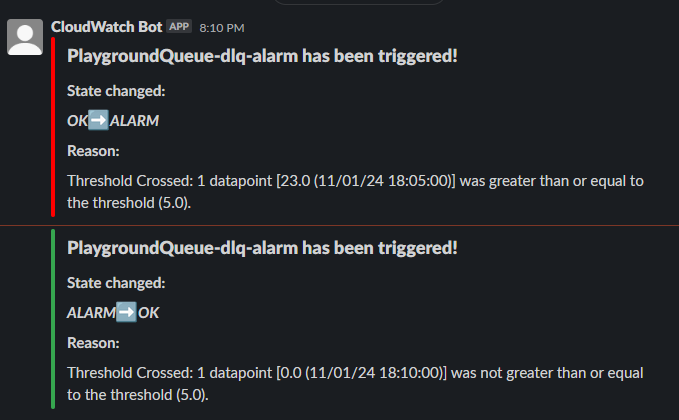 CloudWatch Bot APP 8:10 PM
PlaygroundQueue-dlq-alarm has been triggered!
State changed:
OK➡️ALARM
Reason:
Threshold Crossed: 1 datapoint [23.0 (11/01/24 18:05:00)] was greater than or equal to
the threshold (5.0).
PlaygroundQueue-dlq-alarm has been triggered!
State changed:
ALARM➡️OK
Reason:
Threshold Crossed: 1 datapoint [0.0 (11/01/24 18:10:00)] was not greater than or equal
to the threshold (5.0).